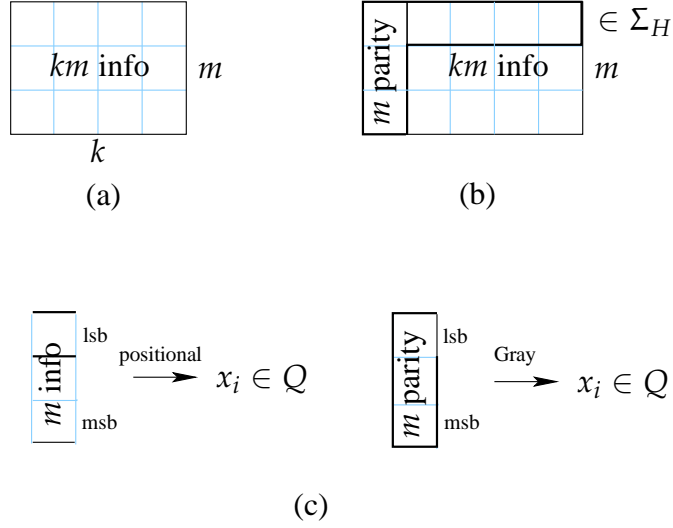 km info
m
k
(a)
m parity
km info
∈ Σ_H
m
(b)
m info
lsb
msb
positional
x_i ∈ Q
m parity
lsb
msb
Gray
x_i ∈ Q
(c)